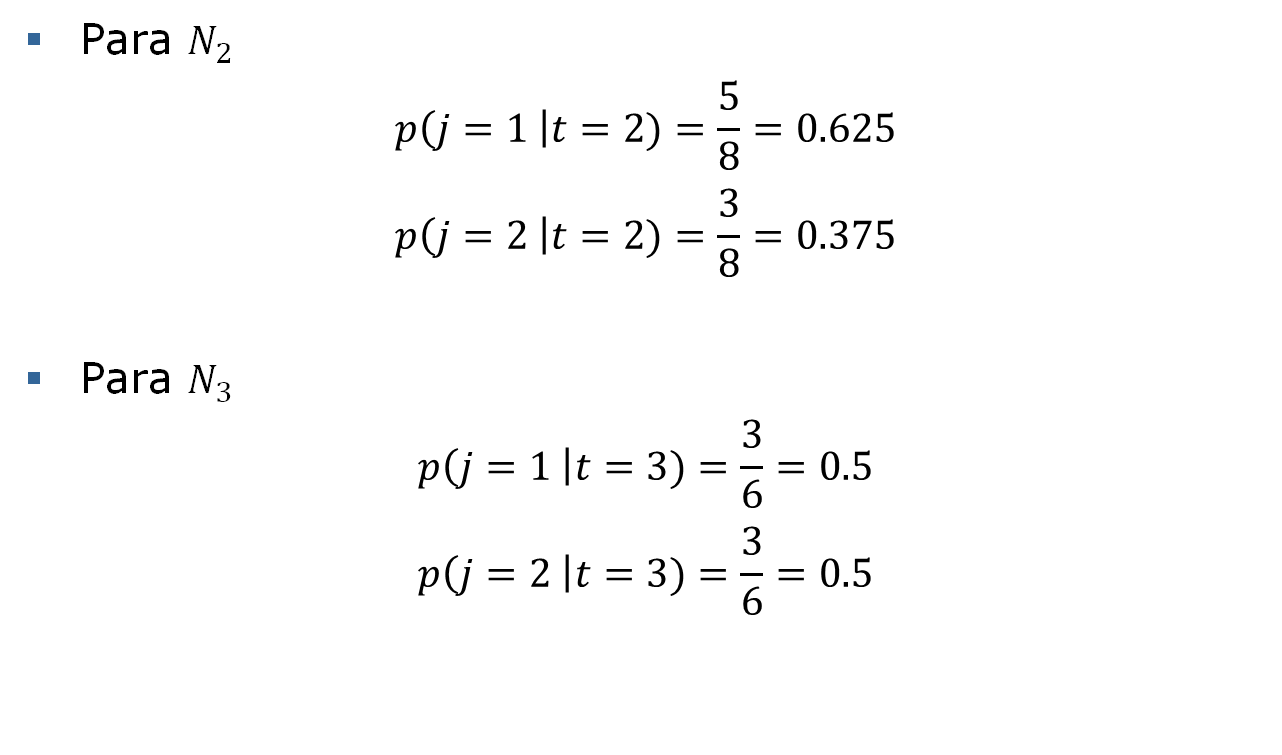 ▪ Para N₂
p(j = 1 |t = 2) = 5/8 = 0.625
p(j = 2 |t = 2) = 3/8 = 0.375
▪ Para N₃
p(j = 1 |t = 3) = 3/6 = 0.5
p(j = 2 |t = 3) = 3/6 = 0.5